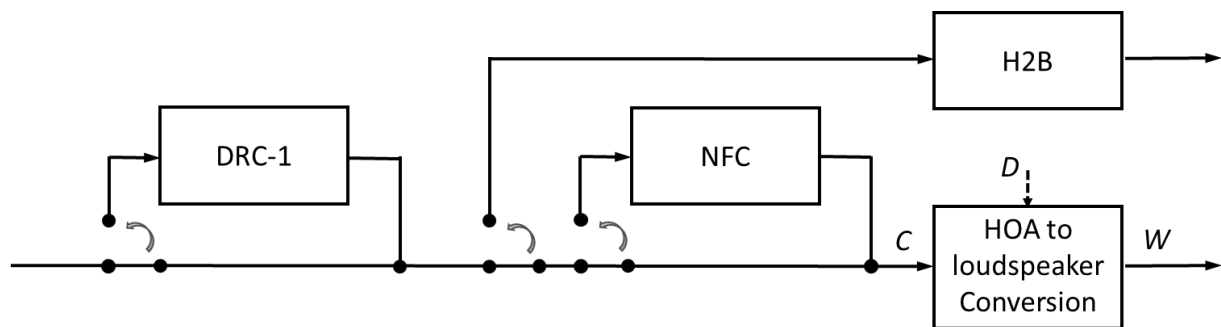 H2B
DRC-1
NFC
D
C
HOA to
loudspeaker
Conversion
W